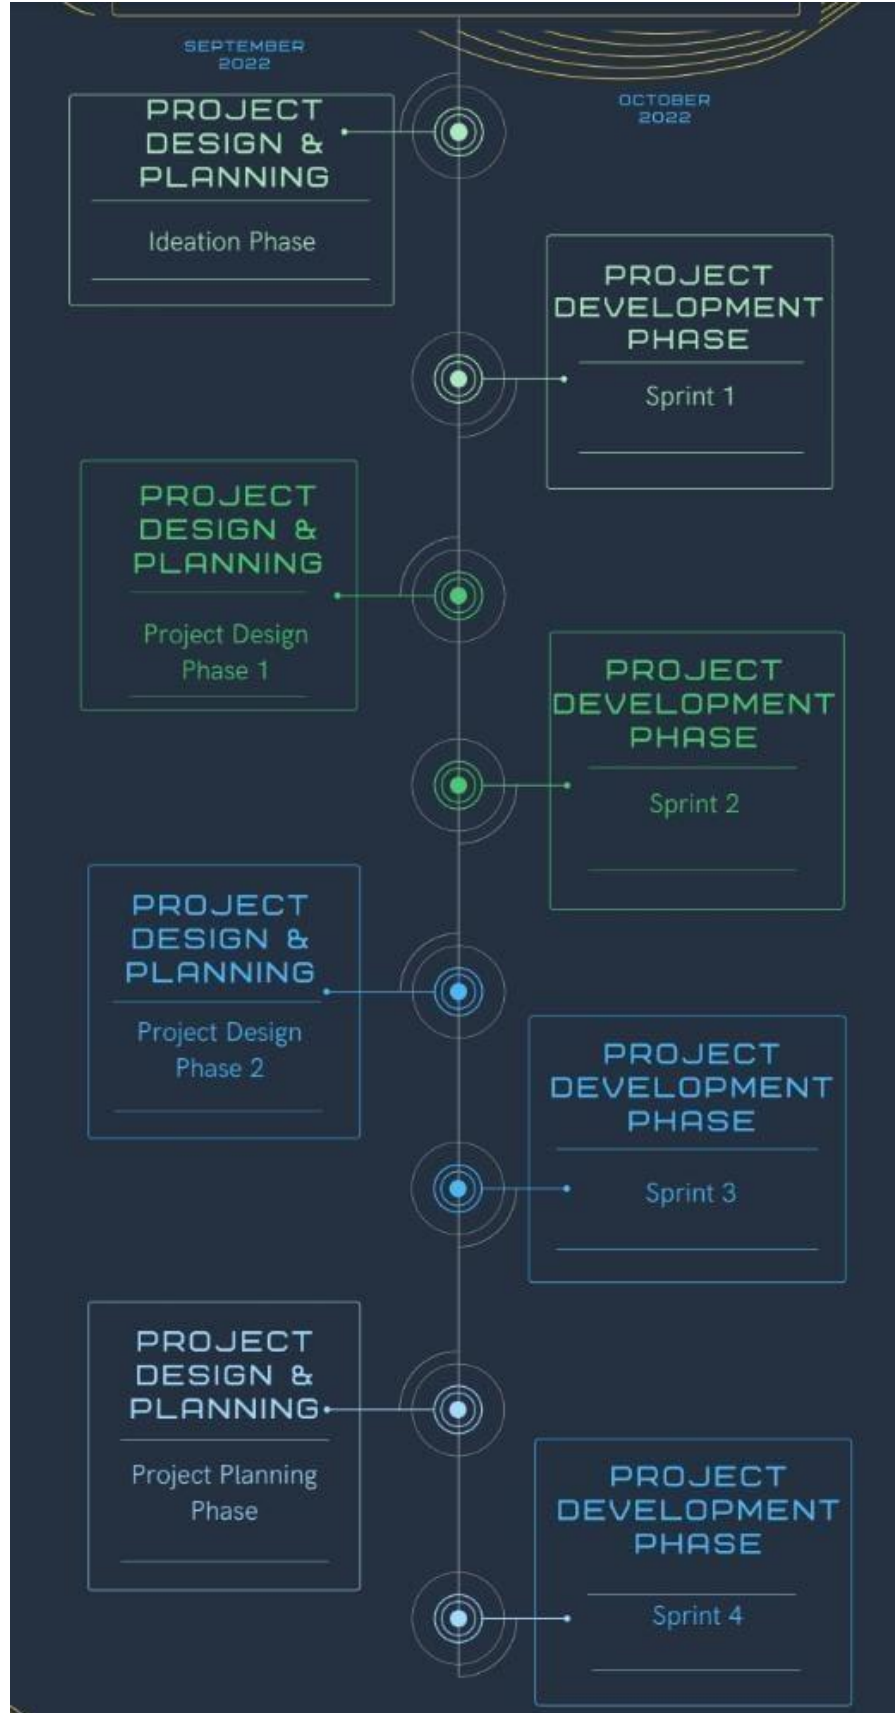 SEPTEMBER
2022
OCTOBER
2022
PROJECT
DESIGN &
PLANNING
Ideation Phase
PROJECT
DEVELOPMENT
PHASE
Sprint 1
PROJECT
DESIGN &
PLANNING
Project Design
Phase 1
PROJECT
DEVELOPMENT
PHASE
Sprint 2
PROJECT
DESIGN &
PLANNING
Project Design
Phase 2
PROJECT
DEVELOPMENT
PHASE
Sprint 3
PROJECT
DESIGN &
PLANNING
Project Planning
Phase
PROJECT
DEVELOPMENT
PHASE
Sprint 4